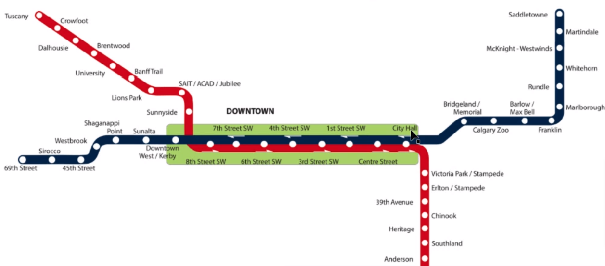 Tuscany
Crowfoot
Dalhouse
Brentwood
University
Banff Trail
Lions Park
SAIT / ACAD / Jubilee
Sunnyside
DOWNTOWN
7th Street SW
4th Street SW
1st Street SW
City Hall
8th Street SW
6th Street SW
3rd Street SW
Centre Street
Downtown
West / Kerby
Sunalta
Shaganappi
Point
Westbrook
45th Street
Sirocco
69th Street
Bridgeland /
Memorial
Calgary Zoo
Barlow /
Max Bell
Franklin
Marlborough
Rundle
Whitehorn
McKnight - Westwinds
Martindale
Saddletowne
Victoria Park / Stampede
Erlton / Stampede
39th Avenue
Chinook
Heritage
Southland
Anderson